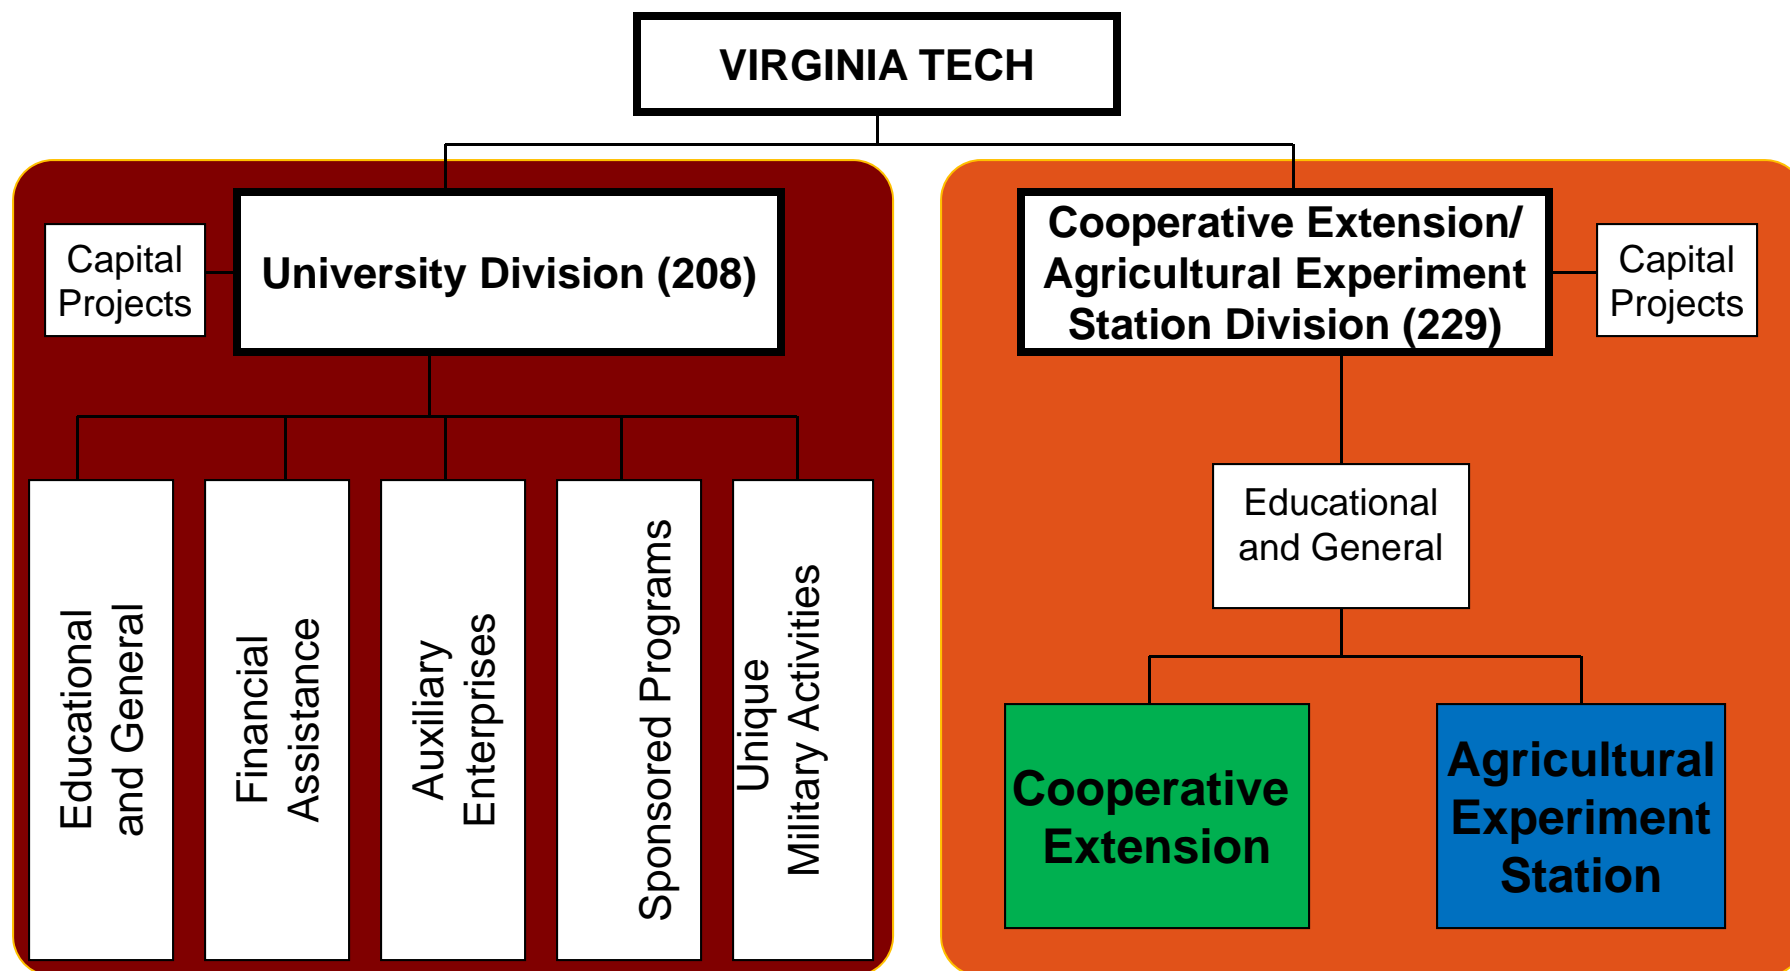 VIRGINIA TECH
Capital
Projects
University Division (208)
Cooperative Extension/
Agricultural Experiment
Station Division (229)
Capital
Projects
Educational
and General
Financial
Assistance
Auxiliary
Enterprises
Sponsored Programs
Unique
Military Activities
Educational
and General
Cooperative
Extension
Agricultural
Experiment
Station